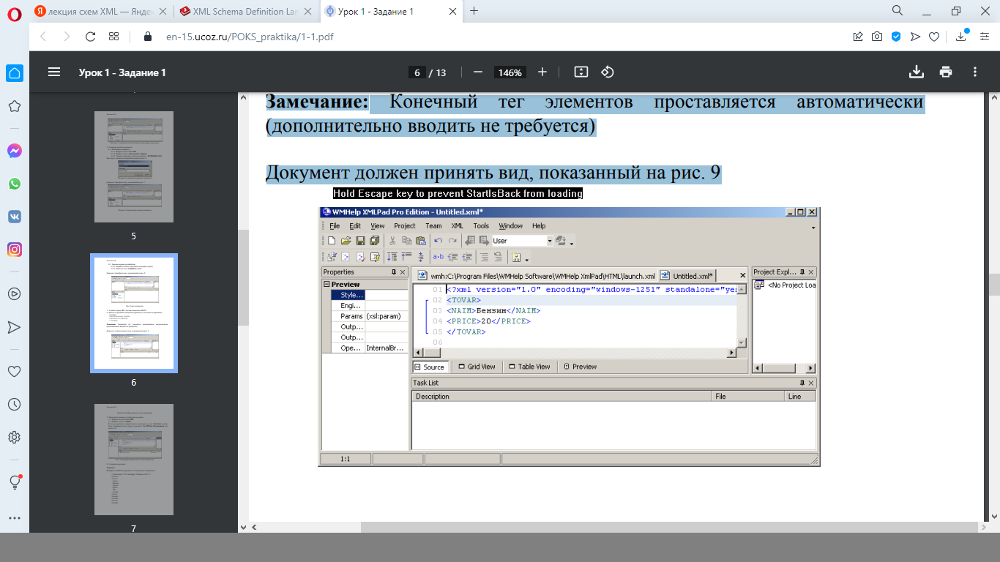 лекция схем XML — Яндек
XML Schema Definition Lan
Урок 1 - Задание 1
en-15.ucoz.ru/POKS_praktika/1-1.pdf
Урок 1 - Задание 1
6 / 13
146%
5
6
7
Замечание: Конечный тег элементов проставляется автоматически
(дополнительно вводить не требуется)
Документ должен принять вид, показанный на рис. 9
Hold Escape key to prevent StartIsBack from loading
WMHelp XMLPad Pro Edition - Untitled.xml*
File Edit View Project Team XML Tools Window Help
User
Properties
Preview
Style...
Engi...
Params (xsl:param)
Outp...
Outp...
Ope... InternalBr...
wmh:C:\Program Files\WMHelp Software\WMHelp XmlPad\HTML\launch.xml
Untitled.xml*
01 <?xml version="1.0" encoding="windows-1251" standalone="yes
02 <TOVAR>
03 <NAIM>Бензин</NAIM>
04 <PRICE>20</PRICE>
05 </TOVAR>
06
Source Grid View Table View Preview
Project Expl...
<No Project Loa
Task List
Description File Line
1:1